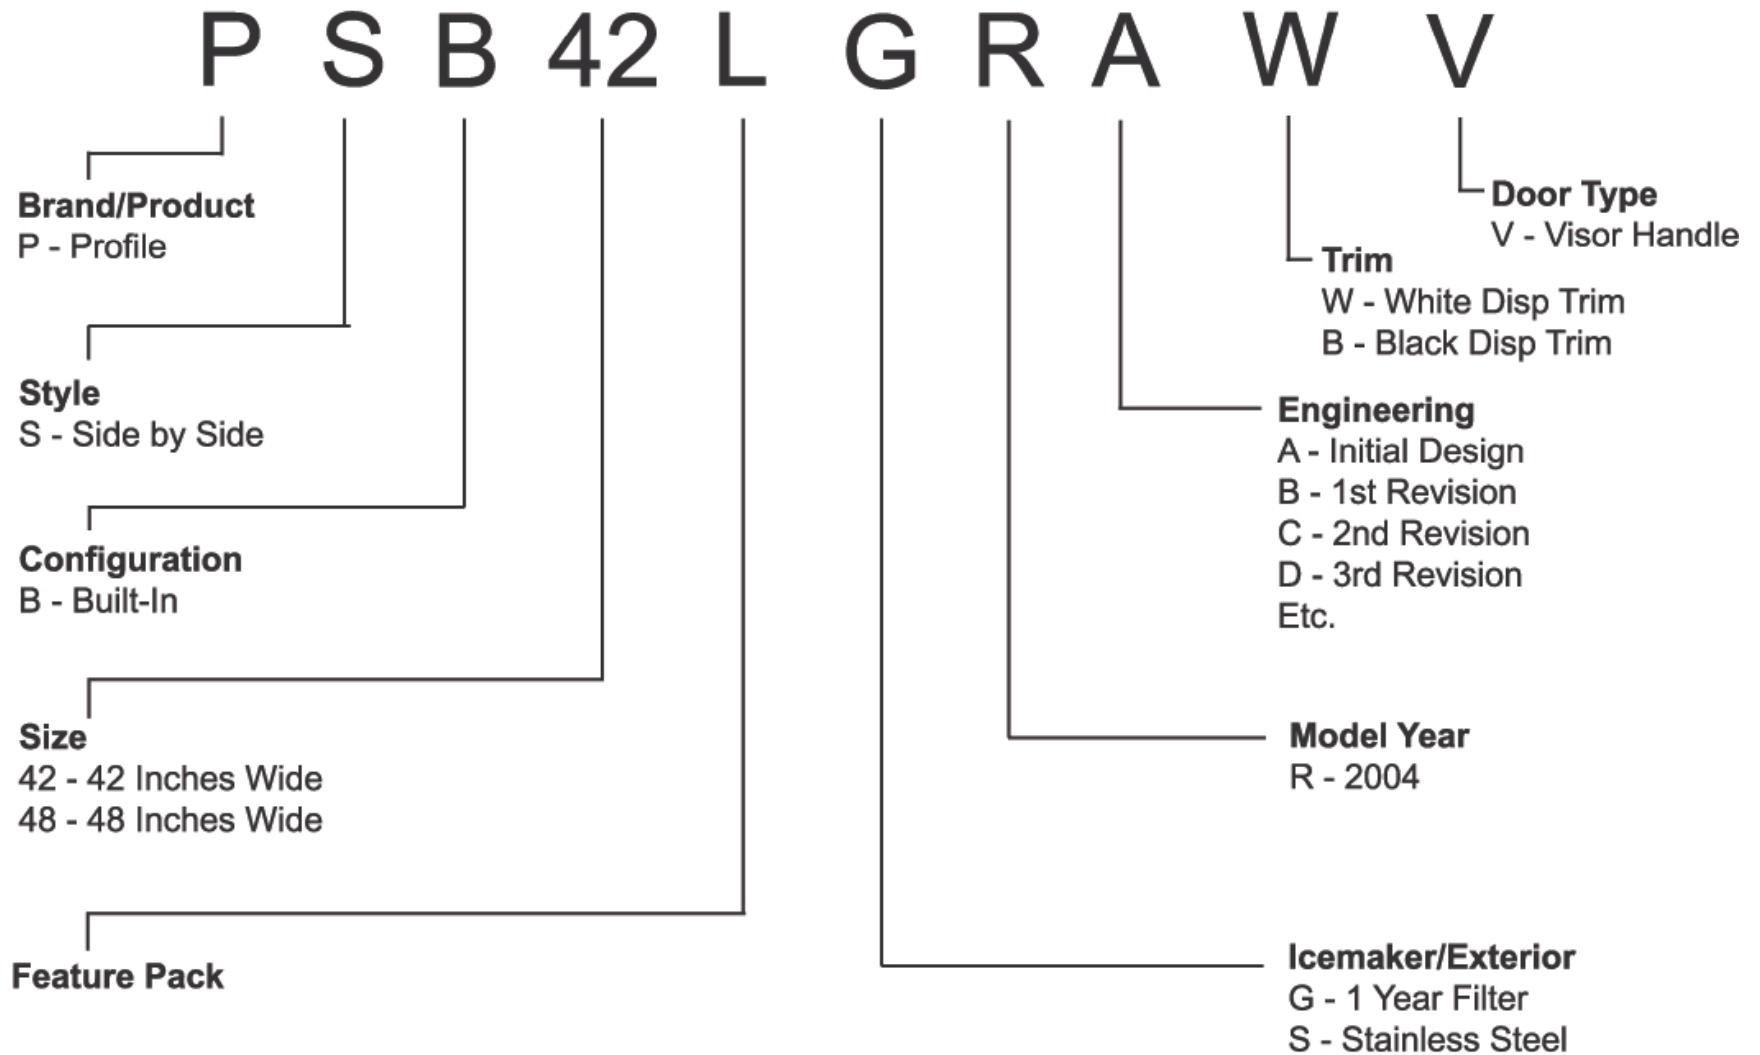 P S B 42 L G R A W V
Brand/Product
P - Profile
Style
S - Side by Side
Configuration
B - Built-In
Size
42 - 42 Inches Wide
48 - 48 Inches Wide
Feature Pack
Door Type
V - Visor Handle
Trim
W - White Disp Trim
B - Black Disp Trim
Engineering
A - Initial Design
B - 1st Revision
C - 2nd Revision
D - 3rd Revision
Etc.
Model Year
R - 2004
Icemaker/Exterior
G - 1 Year Filter
S - Stainless Steel